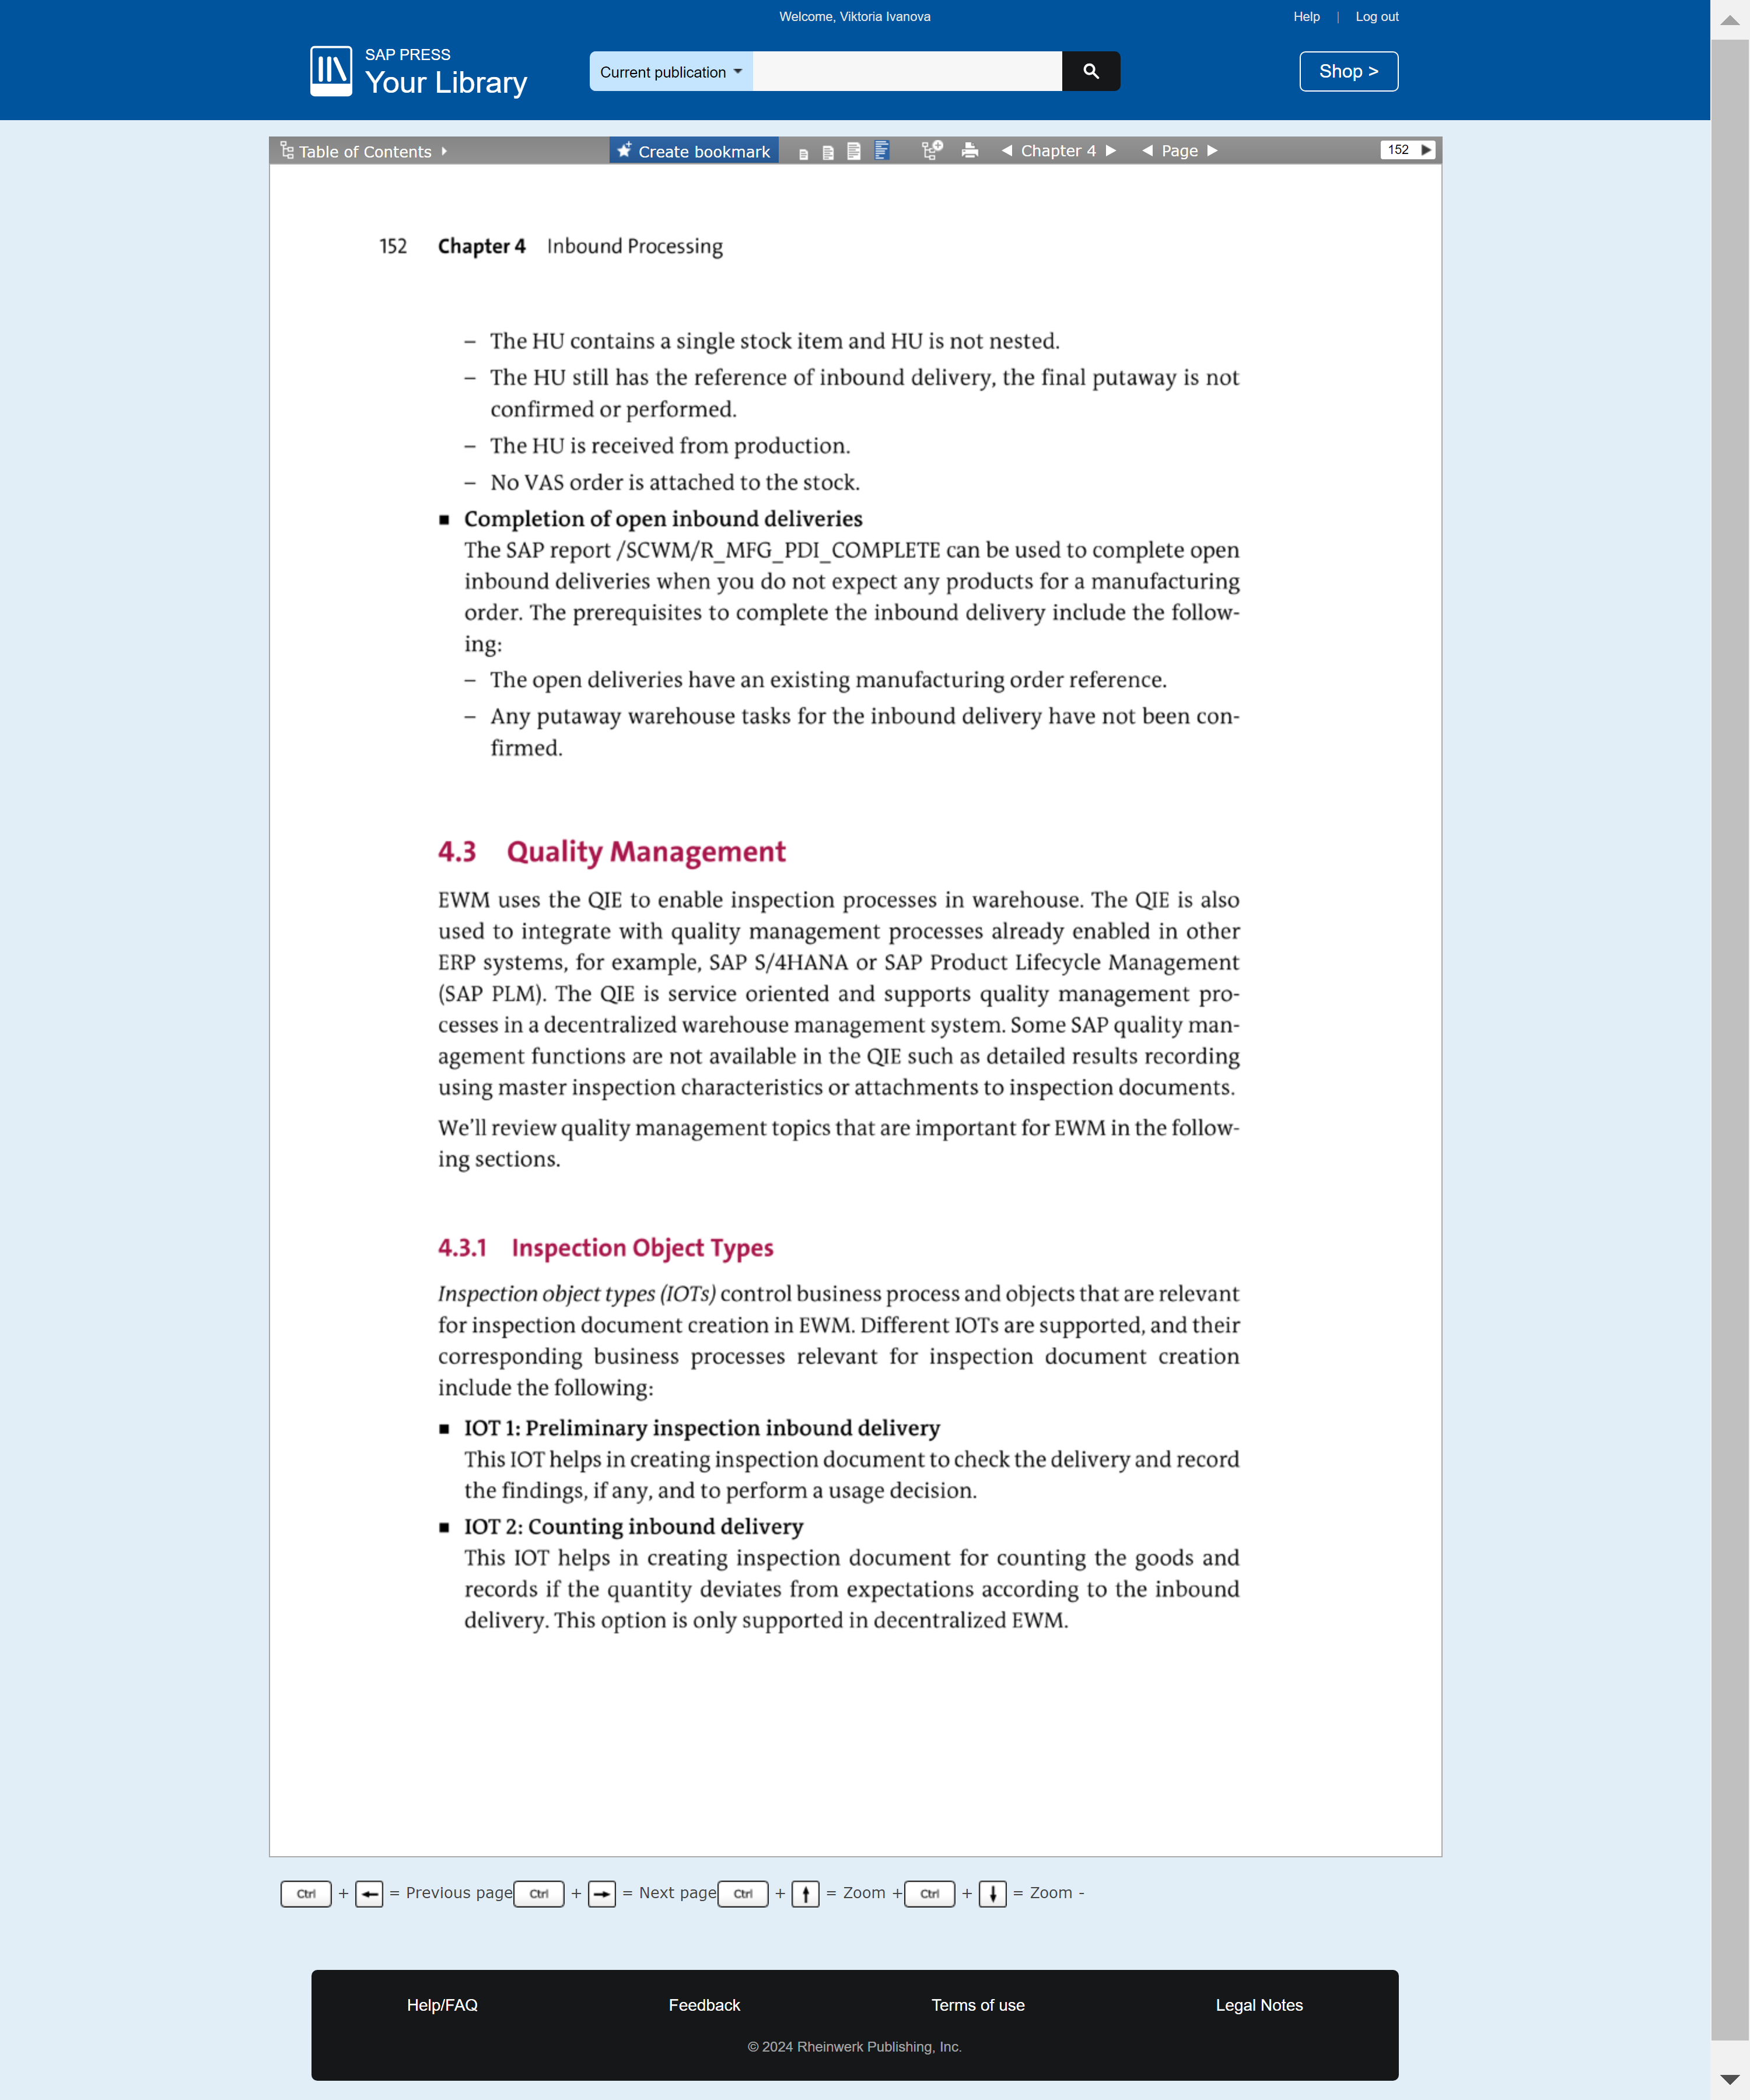 Welcome, Viktoria Ivanova
Help | Log out
SAP PRESS
Your Library
Current publication
Shop >
Table of Contents
Create bookmark
Chapter 4
Page
152
152 Chapter 4 Inbound Processing
– The HU contains a single stock item and HU is not nested.
– The HU still has the reference of inbound delivery, the final putaway is not
confirmed or performed.
– The HU is received from production.
– No VAS order is attached to the stock.
■ Completion of open inbound deliveries
The SAP report /SCWM/R_MFG_PDI_COMPLETE can be used to complete open
inbound deliveries when you do not expect any products for a manufacturing
order. The prerequisites to complete the inbound delivery include the follow-
ing:
– The open deliveries have an existing manufacturing order reference.
– Any putaway warehouse tasks for the inbound delivery have not been con-
firmed.
4.3 Quality Management
EWM uses the QIE to enable inspection processes in warehouse. The QIE is also
used to integrate with quality management processes already enabled in other
ERP systems, for example, SAP S/4HANA or SAP Product Lifecycle Management
(SAP PLM). The QIE is service oriented and supports quality management pro-
cesses in a decentralized warehouse management system. Some SAP quality man-
agement functions are not available in the QIE such as detailed results recording
using master inspection characteristics or attachments to inspection documents.
We'll review quality management topics that are important for EWM in the follow-
ing sections.
4.3.1 Inspection Object Types
Inspection object types (IOTs) control business process and objects that are relevant
for inspection document creation in EWM. Different IOTs are supported, and their
corresponding business processes relevant for inspection document creation
include the following:
■ IOT 1: Preliminary inspection inbound delivery
This IOT helps in creating inspection document to check the delivery and record
the findings, if any, and to perform a usage decision.
■ IOT 2: Counting inbound delivery
This IOT helps in creating inspection document for counting the goods and
records if the quantity deviates from expectations according to the inbound
delivery. This option is only supported in decentralized EWM.
Ctrl + ← = Previous page Ctrl + → = Next page Ctrl + ↑ = Zoom + Ctrl + ↓ = Zoom -
Help/FAQ Feedback Terms of use Legal Notes
© 2024 Rheinwerk Publishing, Inc.